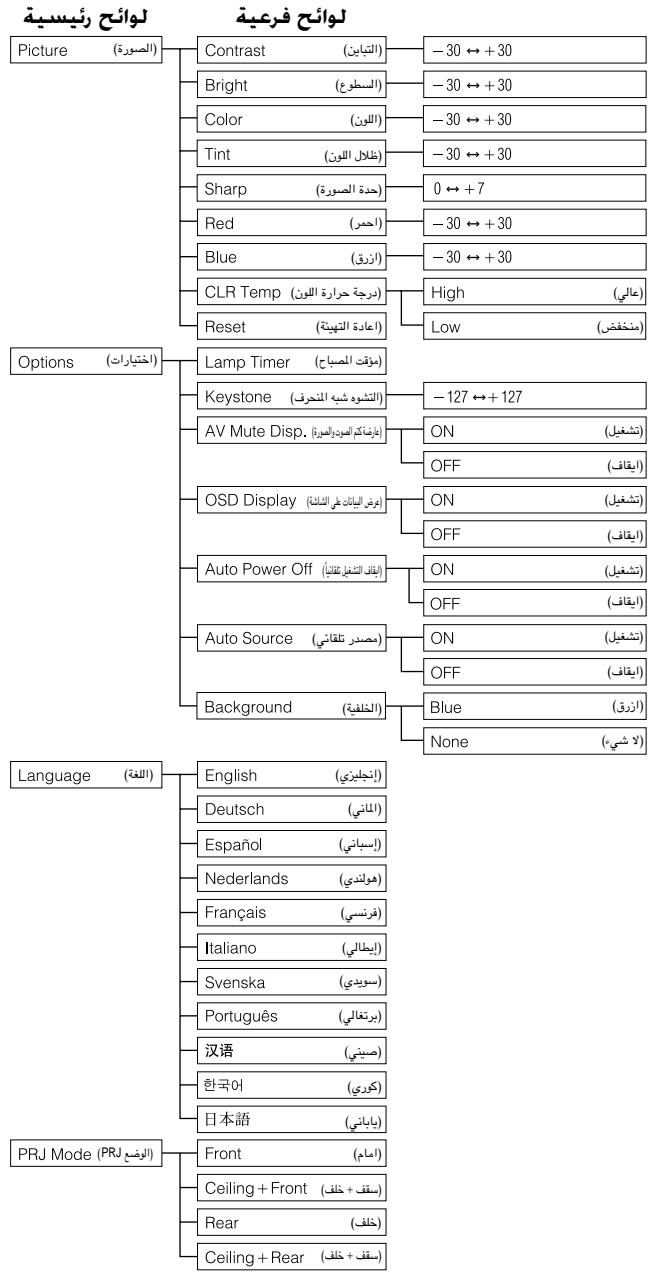 لوائح رئيسية لوائح فرعية
Picture (الصورة) Contrast (التباين) −30 ↔ +30
Bright (السطوع) −30 ↔ +30
Color (اللون) −30 ↔ +30
Tint (ظلال اللون) −30 ↔ +30
Sharp (حدة الصورة) 0 ↔ +7
Red (احمر) −30 ↔ +30
Blue (ازرق) −30 ↔ +30
CLR Temp (درجة حرارة اللون) High (عالي)
Reset (اعادة التهيئة) Low (منخفض)
Options (اختيارات) Lamp Timer (مؤقت المصباح)
Keystone (التشوه شبه المنحرف) −127 ↔ +127
AV Mute Disp. (عارضة كتم الصوت والصورة) ON (تشغيل)
OFF (ايقاف)
OSD Display (عرض البيانات على الشاشة) ON (تشغيل)
OFF (ايقاف)
Auto Power Off (ايقاف التشغيل تلقائياً) ON (تشغيل)
OFF (ايقاف)
Auto Source (مصدر تلقائي) ON (تشغيل)
OFF (ايقاف)
Background (الخلفية) Blue (ازرق)
None (لا شيء)
Language (اللغة) English (إنجليزي)
Deutsch (الماني)
Español (إسباني)
Nederlands (هولندي)
Français (فرنسي)
Italiano (إيطالي)
Svenska (سويدي)
Português (برتغالي)
汉语 (صيني)
한국어 (كوري)
日本語 (ياباني)
PRJ Mode (الوضع PRJ) Front (امام)
Ceiling + Front (سقف + خلف)
Rear (خلف)
Ceiling + Rear (سقف + خلف)